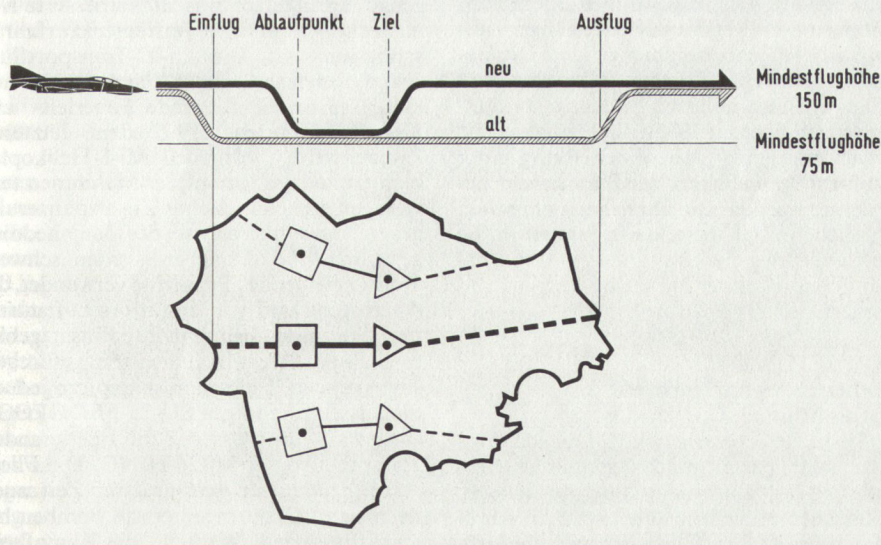 Einflug Ablaufpunkt Ziel Ausflug
neu
Mindestflughöhe
150 m
alt
Mindestflughöhe
75 m